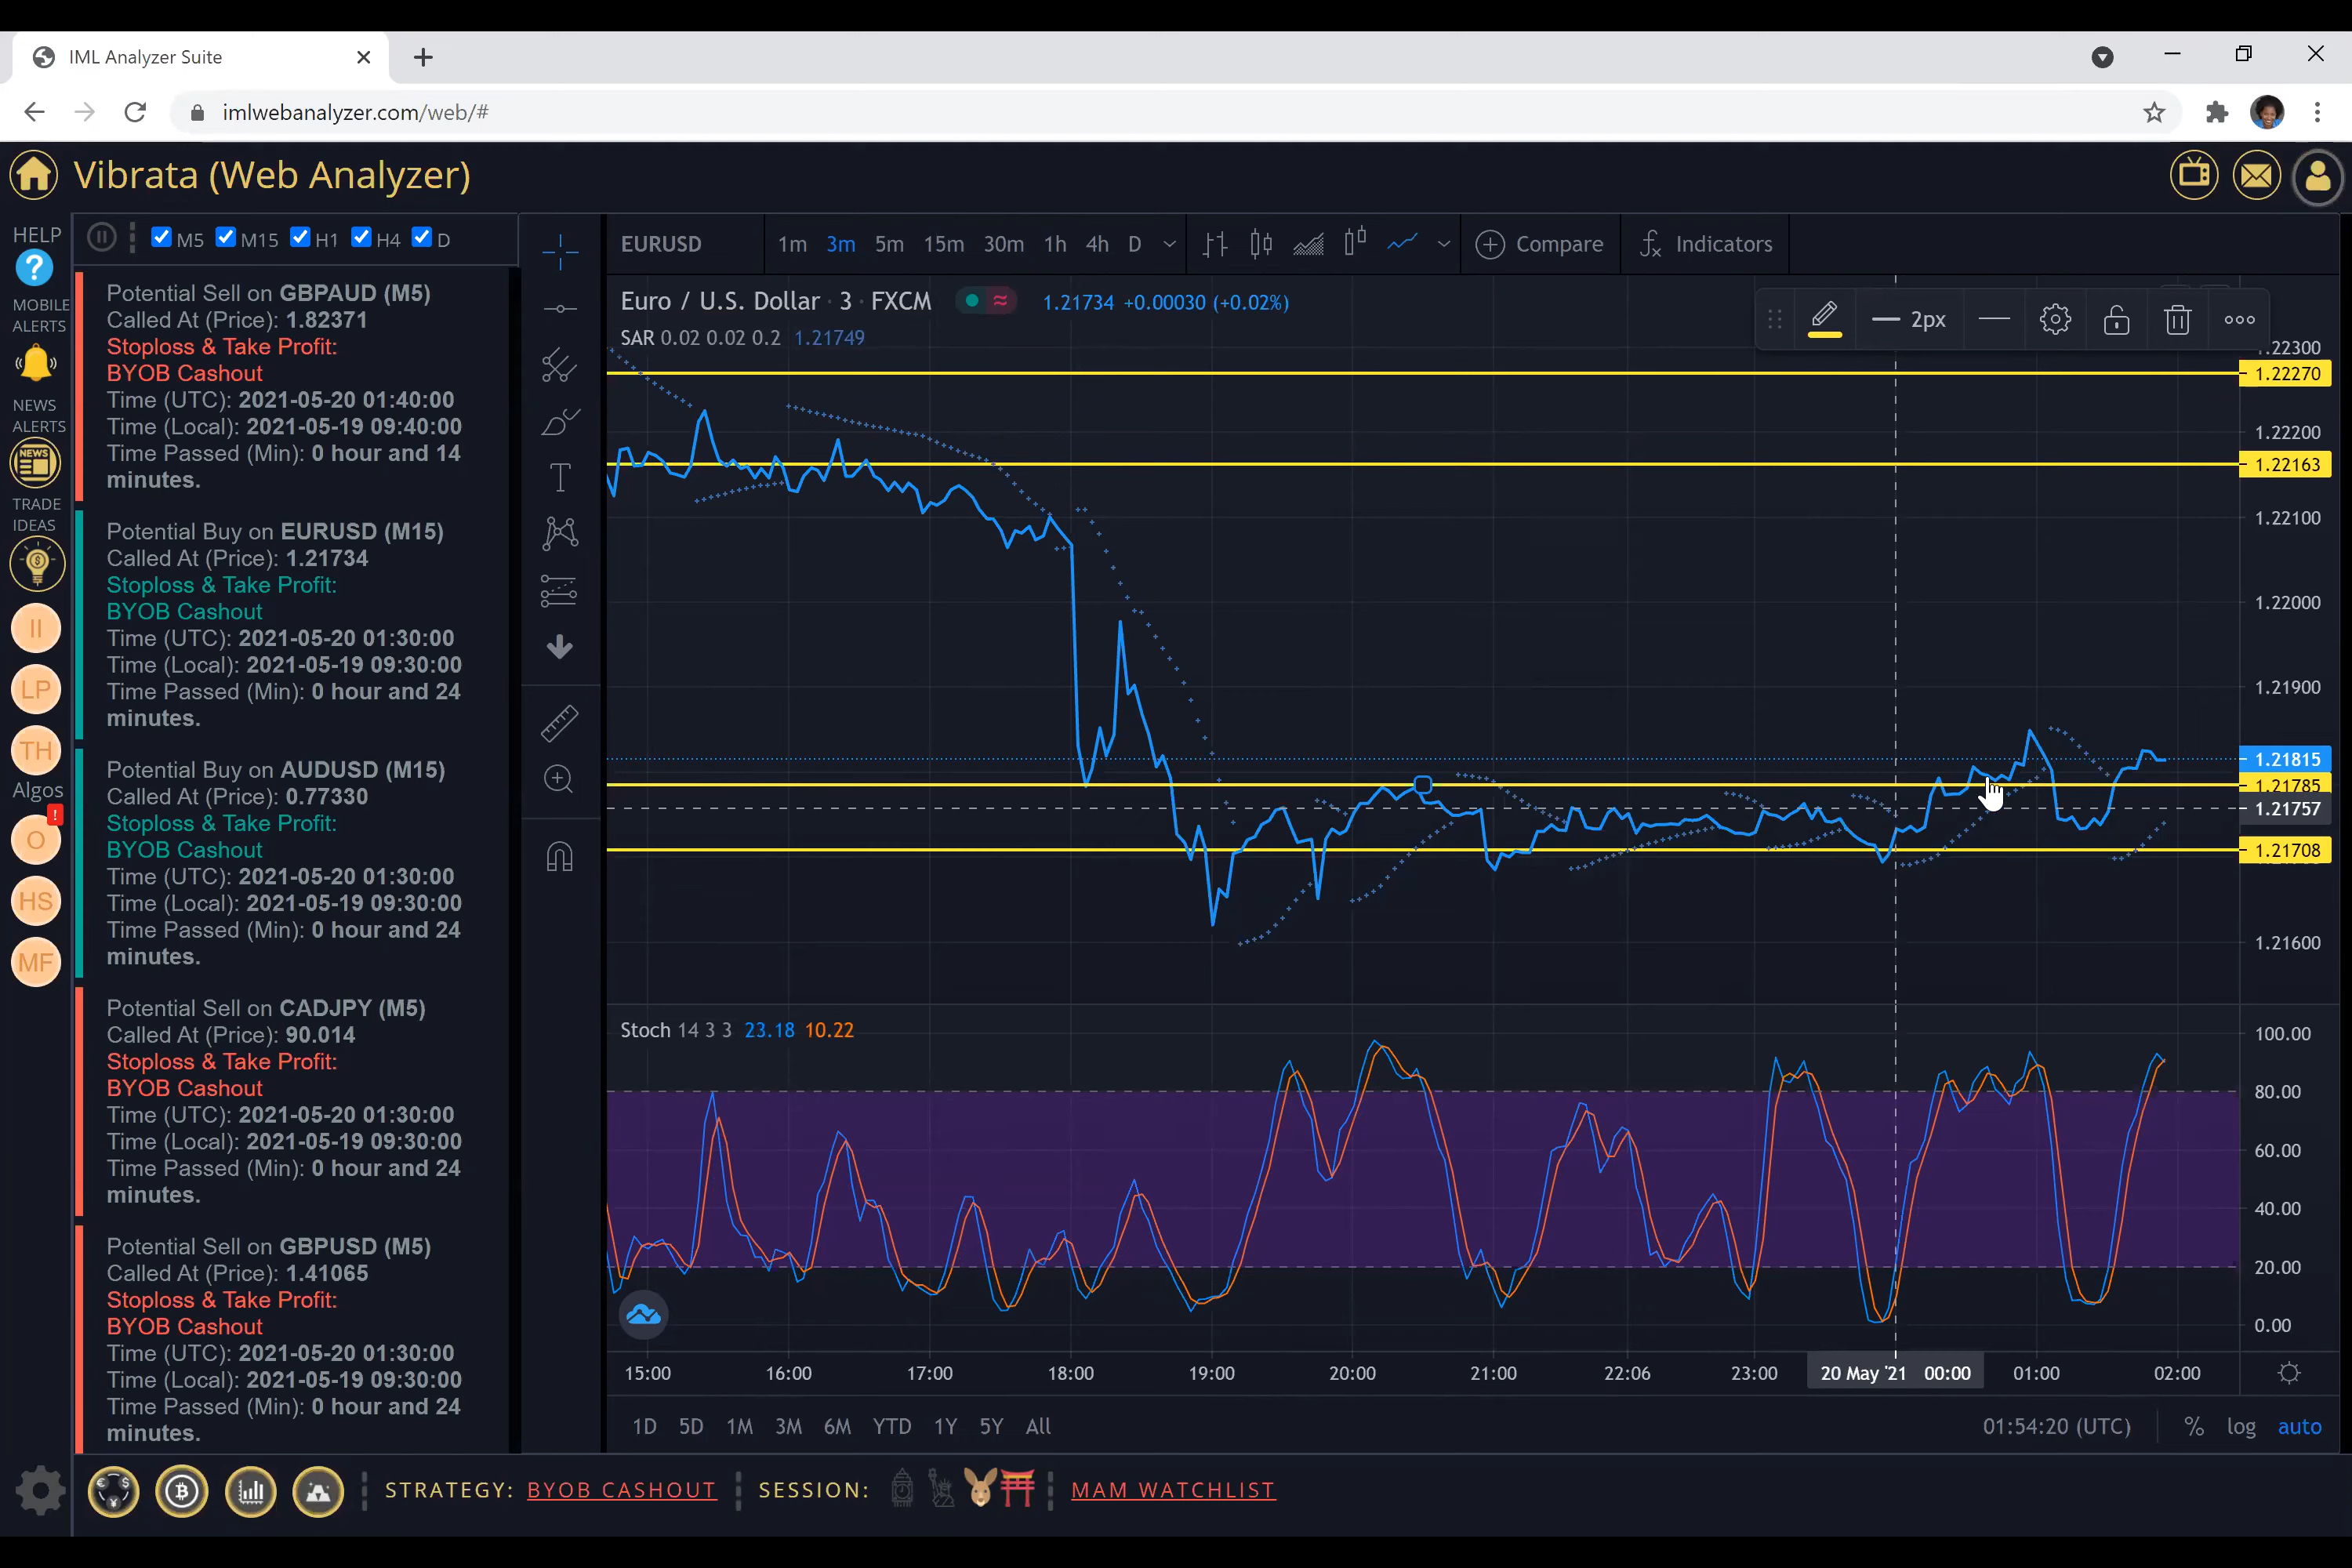 IML Analyzer Suite
imlwebanalyzer.com/web/#
Vibrata (Web Analyzer)
HELP
?
MOBILE
ALERTS
NEWS
ALERTS
NEWS
TRADE
IDEAS
II
LP
TH
Algos
!
O
HS
MF
M5 M15 H1 H4 D
Potential Sell on GBPAUD (M5)
Called At (Price): 1.82371
Stoploss & Take Profit:
BYOB Cashout
Time (UTC): 2021-05-20 01:40:00
Time (Local): 2021-05-19 09:40:00
Time Passed (Min): 0 hour and 14
minutes.
Potential Buy on EURUSD (M15)
Called At (Price): 1.21734
Stoploss & Take Profit:
BYOB Cashout
Time (UTC): 2021-05-20 01:30:00
Time (Local): 2021-05-19 09:30:00
Time Passed (Min): 0 hour and 24
minutes.
Potential Buy on AUDUSD (M15)
Called At (Price): 0.77330
Stoploss & Take Profit:
BYOB Cashout
Time (UTC): 2021-05-20 01:30:00
Time (Local): 2021-05-19 09:30:00
Time Passed (Min): 0 hour and 24
minutes.
Potential Sell on CADJPY (M5)
Called At (Price): 90.014
Stoploss & Take Profit:
BYOB Cashout
Time (UTC): 2021-05-20 01:30:00
Time (Local): 2021-05-19 09:30:00
Time Passed (Min): 0 hour and 24
minutes.
Potential Sell on GBPUSD (M5)
Called At (Price): 1.41065
Stoploss & Take Profit:
BYOB Cashout
Time (UTC): 2021-05-20 01:30:00
Time (Local): 2021-05-19 09:30:00
Time Passed (Min): 0 hour and 24
minutes.
EURUSD 1m 3m 5m 15m 30m 1h 4h D Compare Indicators
Euro / U.S. Dollar · 3 · FXCM 1.21734 +0.00030 (+0.02%)
SAR 0.02 0.02 0.2 1.21749
2px
1.22300
1.22270
1.22200
1.22163
1.22100
1.22000
1.21900
1.21815
1.21785
1.21757
1.21708
1.21600
Stoch 14 3 3 23.18 10.22
100.00
80.00
60.00
40.00
20.00
0.00
15:00 16:00 17:00 18:00 19:00 20:00 21:00 22:06 23:00 20 May '21 00:00 01:00 02:00
1D 5D 1M 3M 6M YTD 1Y 5Y All 01:54:20 (UTC) % log auto
STRATEGY: BYOB CASHOUT SESSION: MAM WATCHLIST